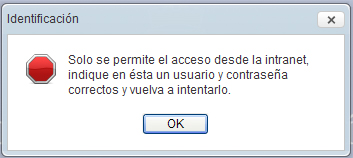 Identificación
Solo se permite el acceso desde la intranet,
indique en ésta un usuario y contraseña
correctos y vuelva a intentarlo.
OK